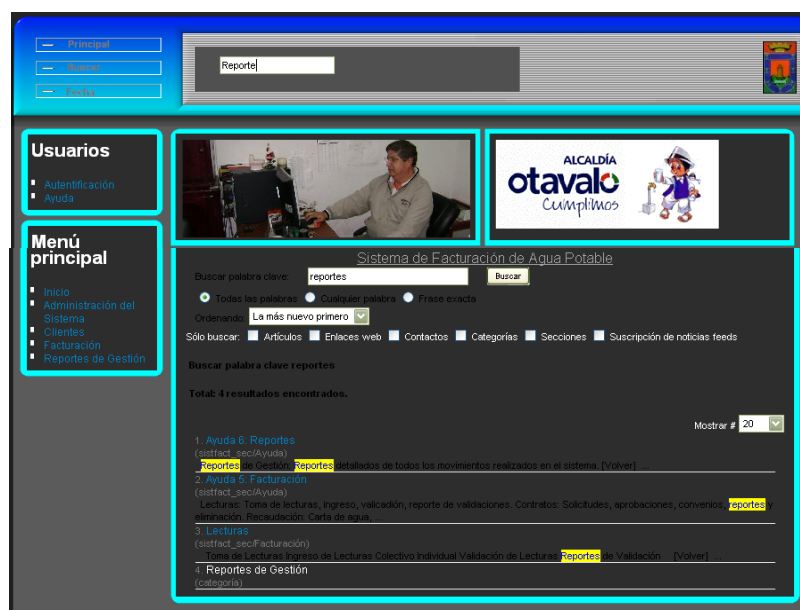 Principal
Buscar
Fecha
Reporte
Usuarios
Autentificación
Ayuda
ALCALDÍA
otavalo
Cumplimos
Menú
principal
Inicio
Administración del
Sistema
Clientes
Facturación
Reportes de Gestión
Sistema de Facturación de Agua Potable
Buscar palabra clave: reportes Buscar
Todas las palabras Cualquier palabra Frase exacta
Ordenando: La más nuevo primero
Sólo buscar: Artículos Enlaces web Contactos Categorías Secciones Suscripción de noticias feeds
Buscar palabra clave reportes
Total: 4 resultados encontrados.
Mostrar # 20
1. Ayuda 6: Reportes
(sistfact_sec/Ayuda)
Reportes de Gestión: Reportes detallados de todos los movimientos realizados en el sistema. [Volver] ...
2. Ayuda 5: Facturación
(sistfact_sec/Ayuda)
Lecturas: Toma de lecturas, ingreso, valicadión, reporte de validaciones. Contratos: Solicitudes, aprobaciones, convenios, reportes y
eliminación. Recaudación: Carta de agua, ...
3. Lecturas
(sistfact_sec/Facturación)
Toma de Lecturas Ingreso de Lecturas Colectivo Individual Validación de Lecturas Reportes de Validación [Volver] ...
4. Reportes de Gestión
(categoría)